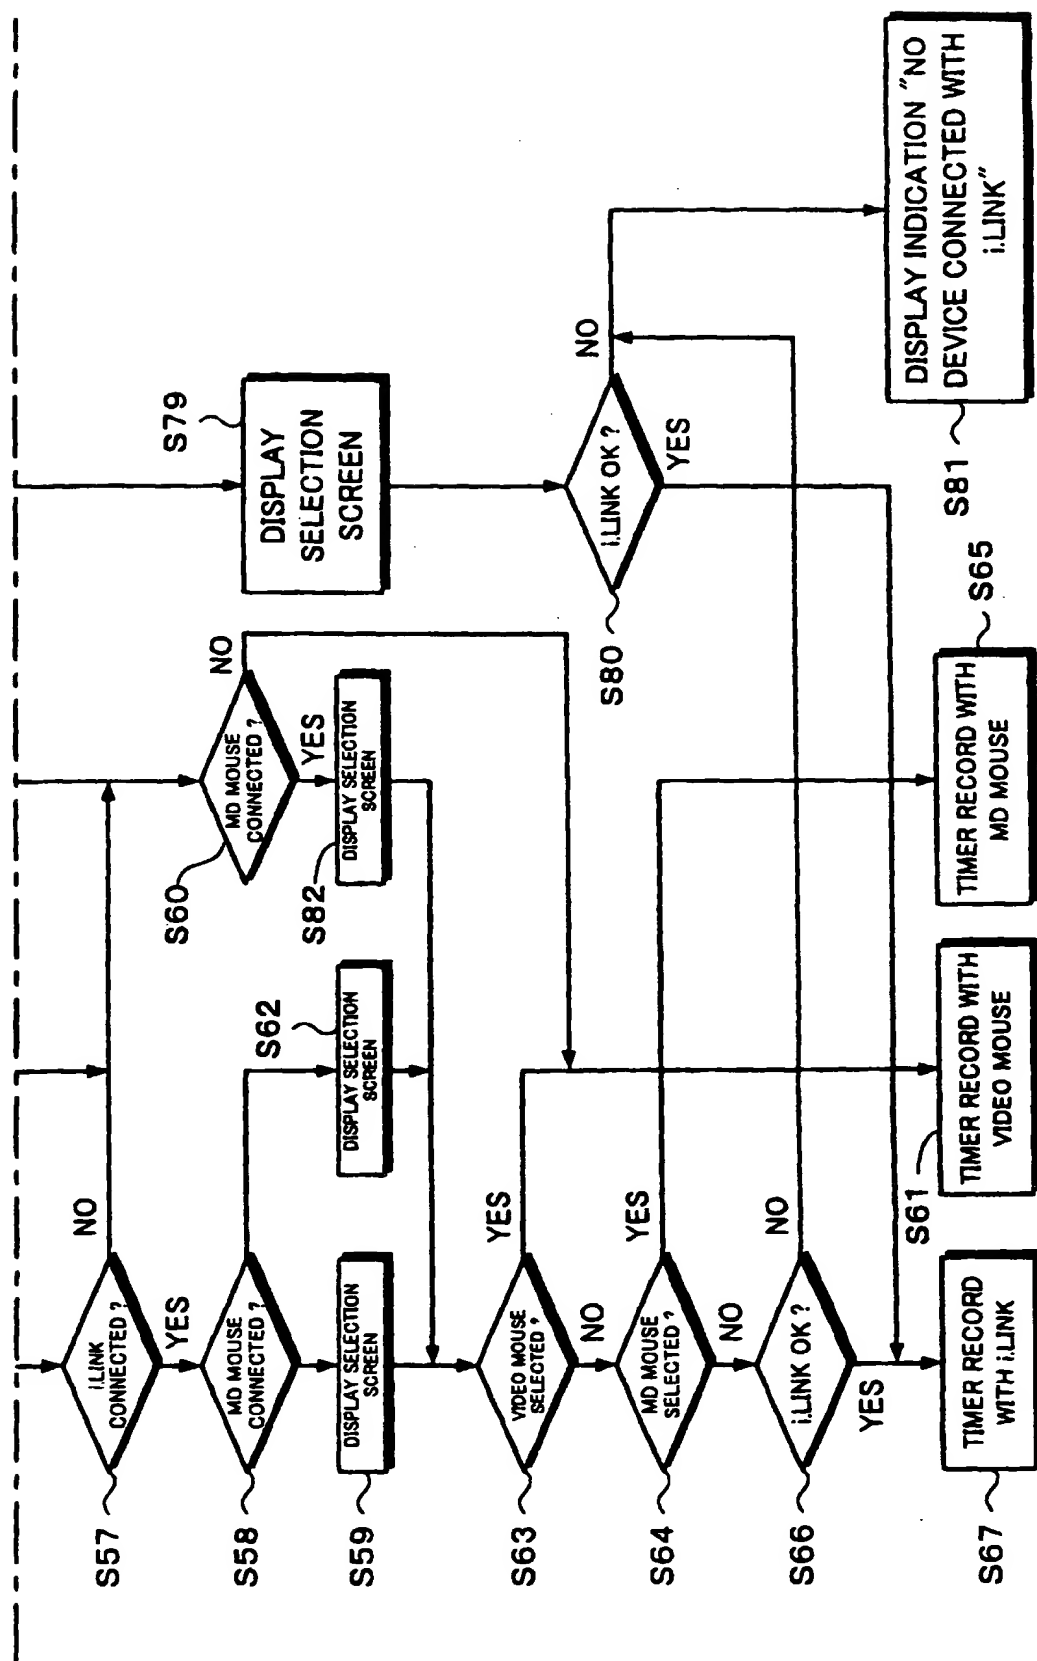 S57
i.LINK
CONNECTED ?
NO
YES
S58
MD MOUSE
CONNECTED ?
S59
DISPLAY SELECTION
SCREEN
S62
DISPLAY SELECTION
SCREEN
S60
MD MOUSE
CONNECTED ?
NO
YES
S82
DISPLAY SELECTION
SCREEN
S79
DISPLAY
SELECTION
SCREEN
S63
VIDEO MOUSE
SELECTED ?
YES
NO
S64
MD MOUSE
SELECTED ?
YES
NO
S66
i.LINK OK ?
NO
YES
S80
i.LINK OK ?
NO
YES
S67
TIMER RECORD
WITH i.LINK
S61
TIMER RECORD WITH
VIDEO MOUSE
S65
TIMER RECORD WITH
MD MOUSE
S81
DISPLAY INDICATION "NO
DEVICE CONNECTED WITH
i.LINK"